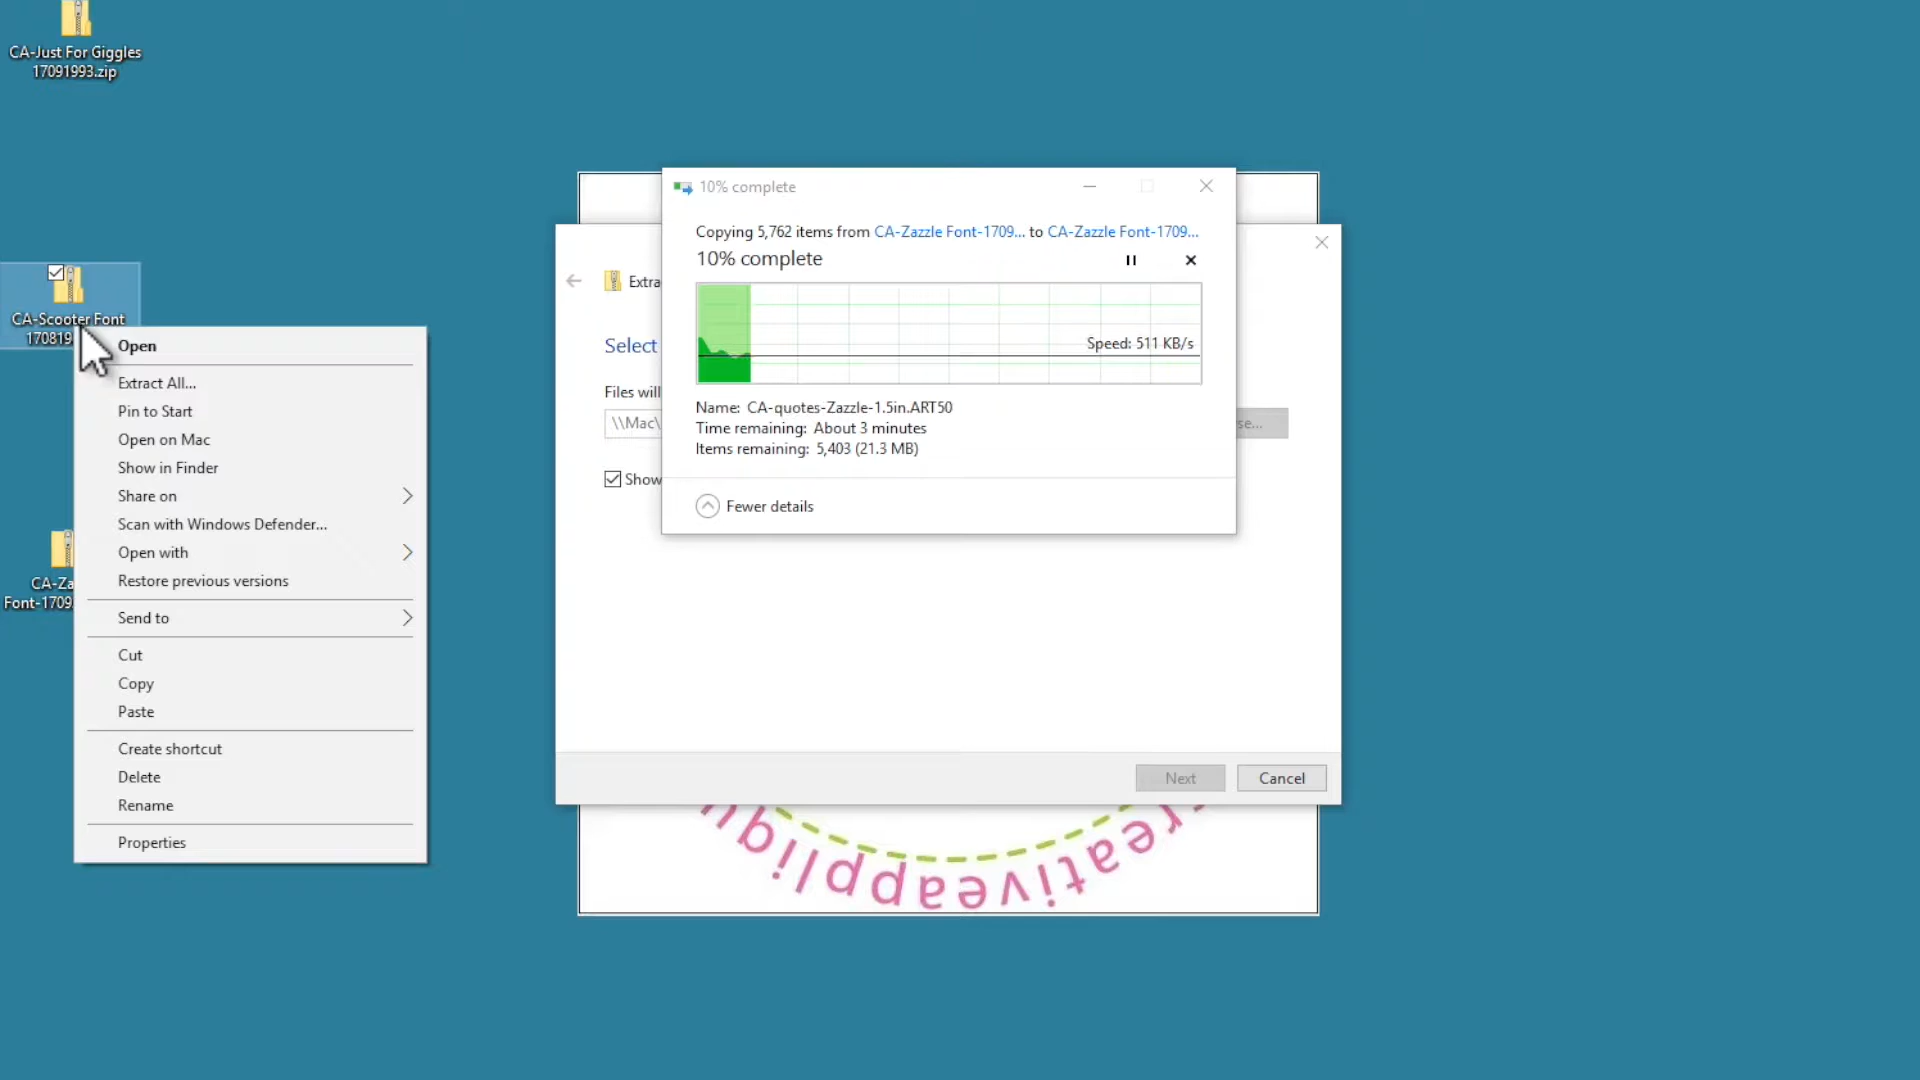 CA-Just For Giggles
17091993.zip
CA-Scooter Font
170819
CA-Za
Font-1709
Open
Extract All...
Pin to Start
Open on Mac
Show in Finder
Share on
Scan with Windows Defender...
Open with
Restore previous versions
Send to
Cut
Copy
Paste
Create shortcut
Delete
Rename
Properties
10% complete
Copying 5,762 items from CA-Zazzle Font-1709... to CA-Zazzle Font-1709...
10% complete
Speed: 511 KB/s
Name: CA-quotes-Zazzle-1.5in.ART50
Time remaining: About 3 minutes
Items remaining: 5,403 (21.3 MB)
Fewer details
Extra
Select
Files will
\\Mac\
se...
Show
Next
Cancel
reativeappliqu